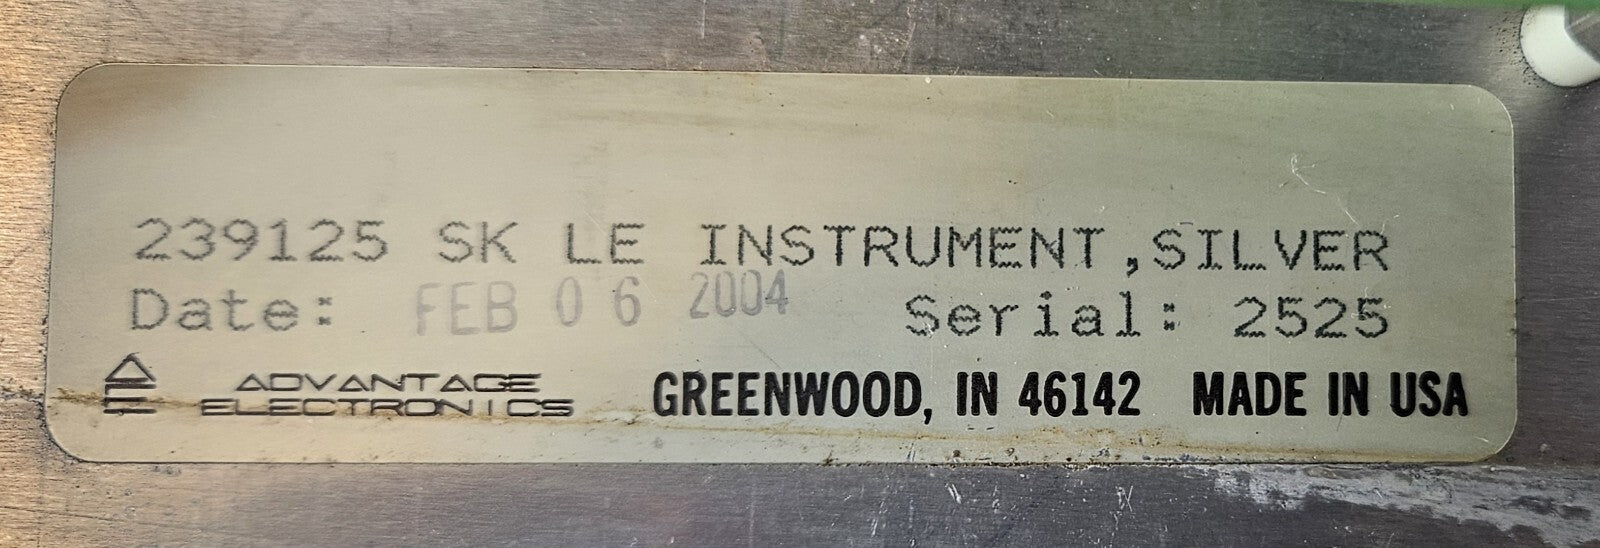 239125 SK LE INSTRUMENT,SILVER
Date: FEB 06 2004 Serial: 2525
ADVANTAGE
ELECTRONICS
GREENWOOD, IN 46142 MADE IN USA